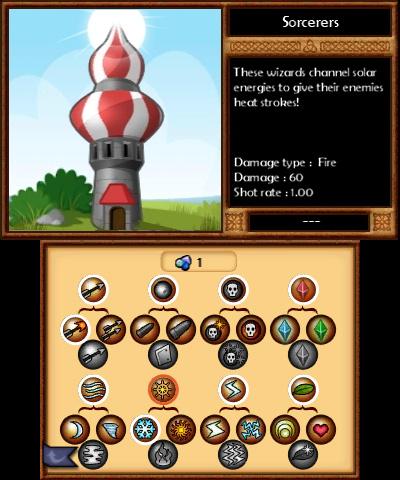 Sorcerers
These wizards channel solar
energies to give their enemies
heat strokes!
Damage type : Fire
Damage : 60
Shot rate : 1.00
---
1